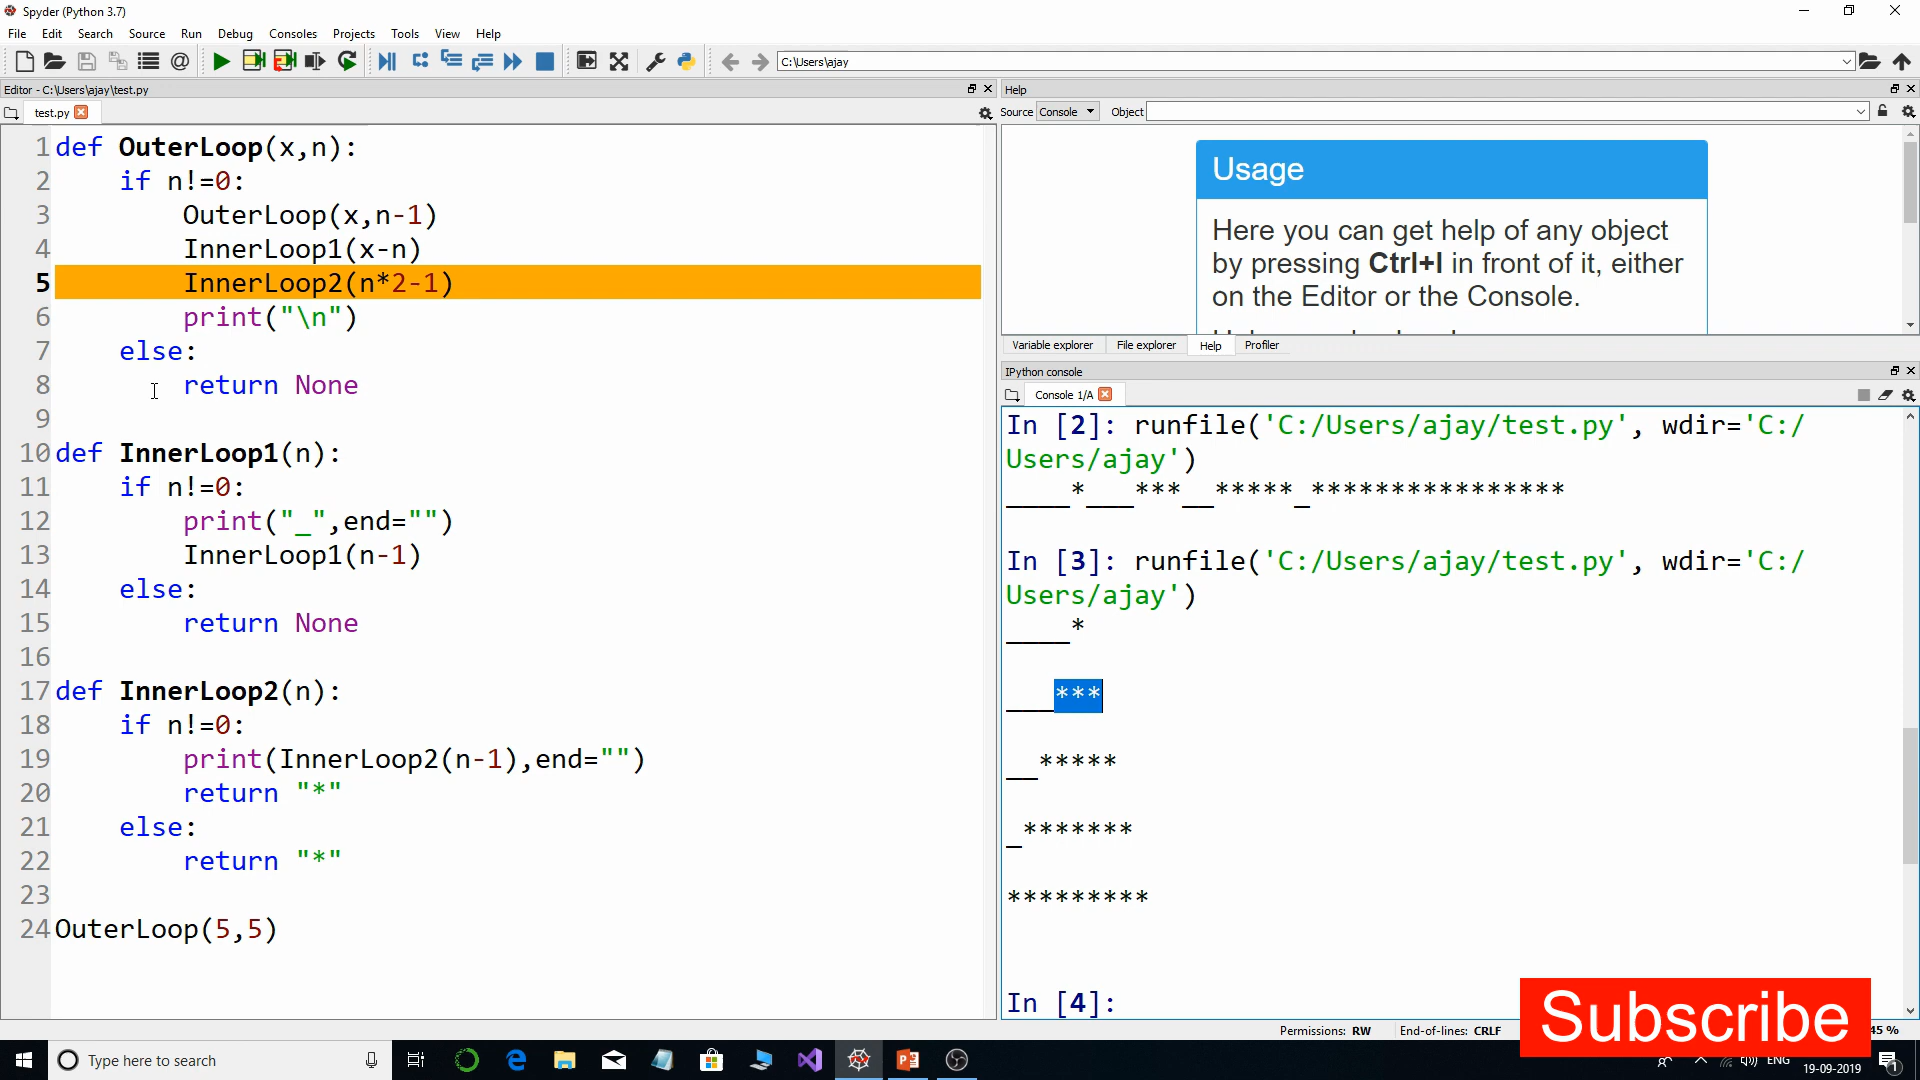 Spyder (Python 3.7)
File Edit Search Source Run Debug Consoles Projects Tools View Help
C:\Users\ajay
Editor - C:\Users\ajay\test.py
test.py
1 def OuterLoop(x,n):
2 if n!=0:
3 OuterLoop(x,n-1)
4 InnerLoop1(x-n)
5 InnerLoop2(n*2-1)
6 print("\n")
7 else:
8 return None
9
10 def InnerLoop1(n):
11 if n!=0:
12 print("_",end="")
13 InnerLoop1(n-1)
14 else:
15 return None
16
17 def InnerLoop2(n):
18 if n!=0:
19 print(InnerLoop2(n-1),end="")
20 return "*"
21 else:
22 return "*"
23
24 OuterLoop(5,5)
Help
Source Console Object
Usage
Here you can get help of any object
by pressing Ctrl+I in front of it, either
on the Editor or the Console.
Variable explorer File explorer Help Profiler
IPython console
Console 1/A
In [2]: runfile('C:/Users/ajay/test.py', wdir='C:/
Users/ajay')
____*___***__*****_****************
In [3]: runfile('C:/Users/ajay/test.py', wdir='C:/
Users/ajay')
____*
___***
__*****
_*******
*********
In [4]:
Subscribe
Permissions: RW End-of-lines: CRLF 45 %
Type here to search
ENG
19-09-2019
1